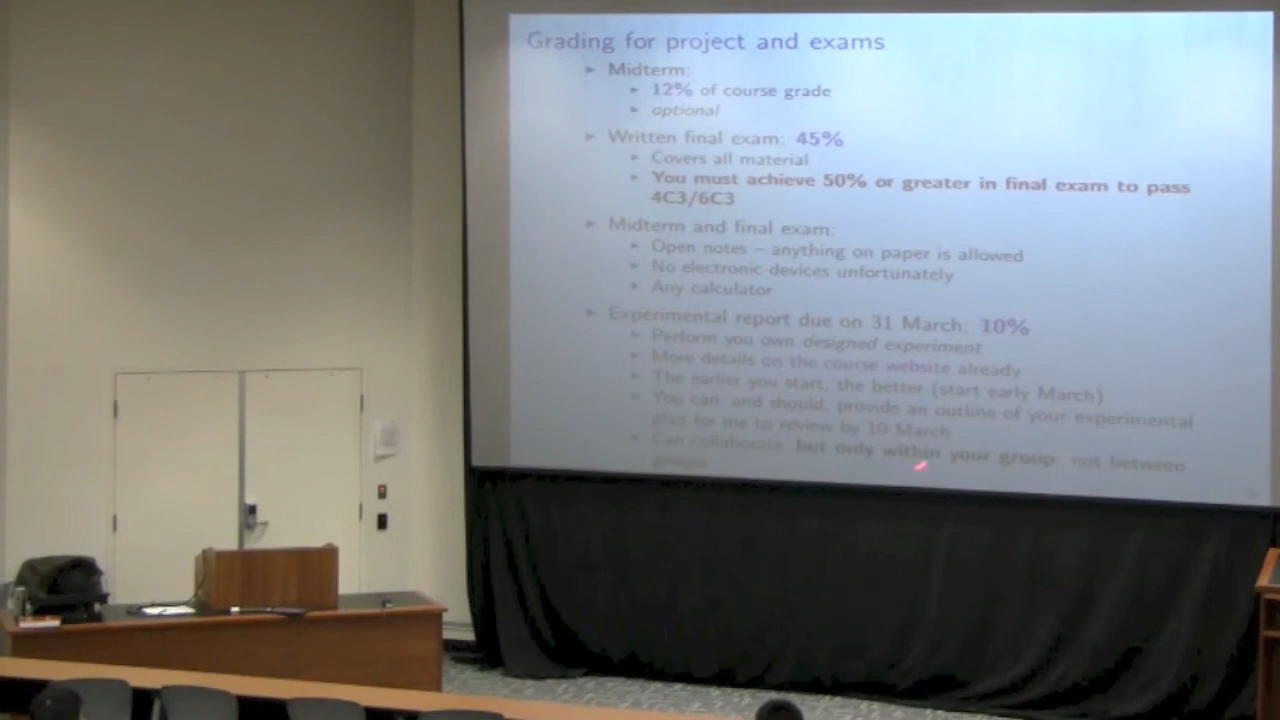 Grading for project and exams
Midterm:
12% of course grade
optional
Written final exam: 45%
Covers all material
You must achieve 50% or greater in final exam to pass
4C3/6C3
Midterm and final exam:
Open notes – anything on paper is allowed
No electronic devices unfortunately
Any calculator
Experimental report due on 31 March: 10%
Perform you own designed experiment
More details on the course website already
The earlier you start, the better (start early March)
You can, and should, provide an outline of your experimental
plan for me to review by 10 March
Can collaborate, but only within your group, not between
groups